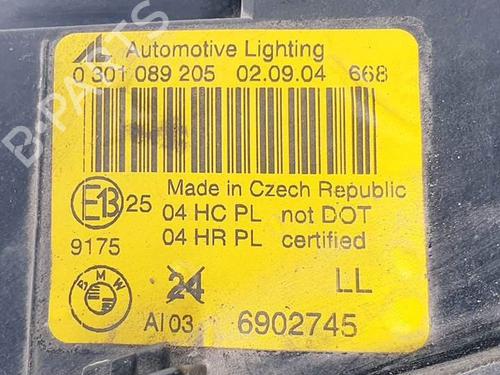 AL Automotive Lighting
0 301 089 205 02.09.04 668
Made in Czech Republic
E13 25 04 HC PL not DOT
9175 04 HR PL certified
BMW 24 LL
AI 03 6902745
B-PARTS